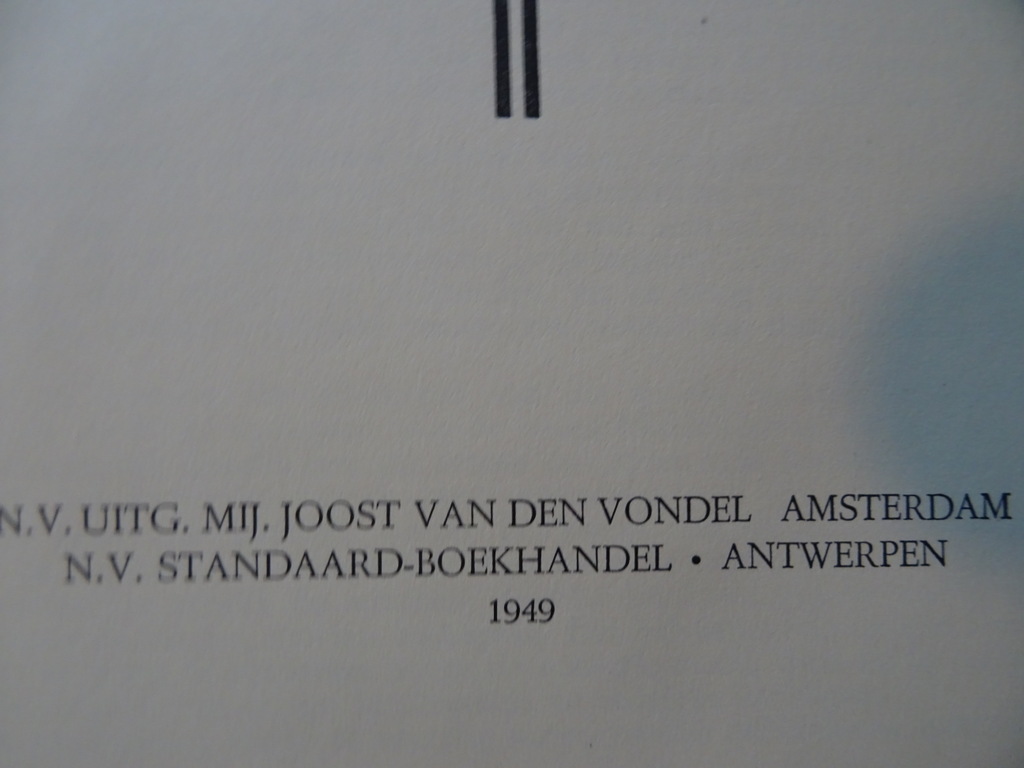 N.V. UITG. MIJ. JOOST VAN DEN VONDEL AMSTERDAM
N.V. STANDAARD-BOEKHANDEL • ANTWERPEN
1949